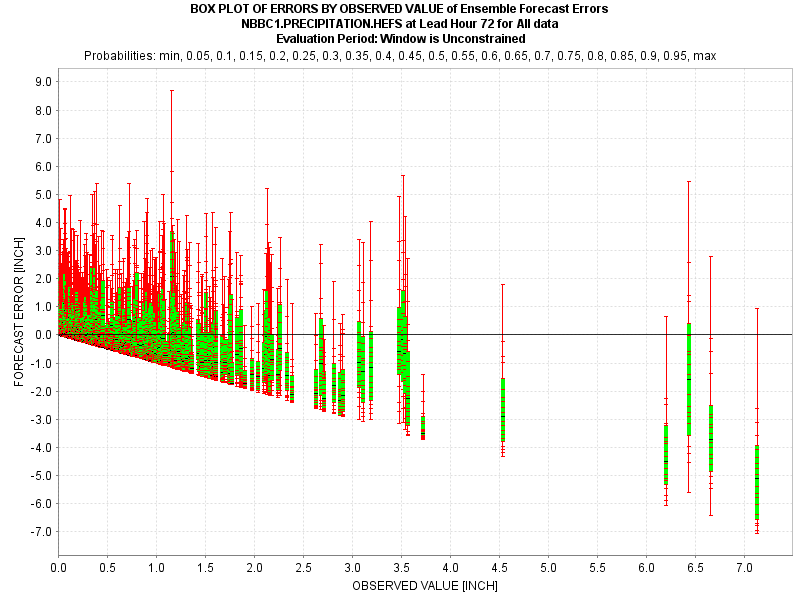 BOX PLOT OF ERRORS BY OBSERVED VALUE of Ensemble Forecast Errors
NBBC1.PRECIPITATION.HEFS at Lead Hour 72 for All data
Evaluation Period: Window is Unconstrained
Probabilities: min, 0.05, 0.1, 0.15, 0.2, 0.25, 0.3, 0.35, 0.4, 0.45, 0.5, 0.55, 0.6, 0.65, 0.7, 0.75, 0.8, 0.85, 0.9, 0.95, max
FORECAST ERROR [INCH]
9.0
8.0
7.0
6.0
5.0
4.0
3.0
2.0
1.0
0.0
-1.0
-2.0
-3.0
-4.0
-5.0
-6.0
-7.0
0.0 0.5 1.0 1.5 2.0 2.5 3.0 3.5 4.0 4.5 5.0 5.5 6.0 6.5 7.0
OBSERVED VALUE [INCH]